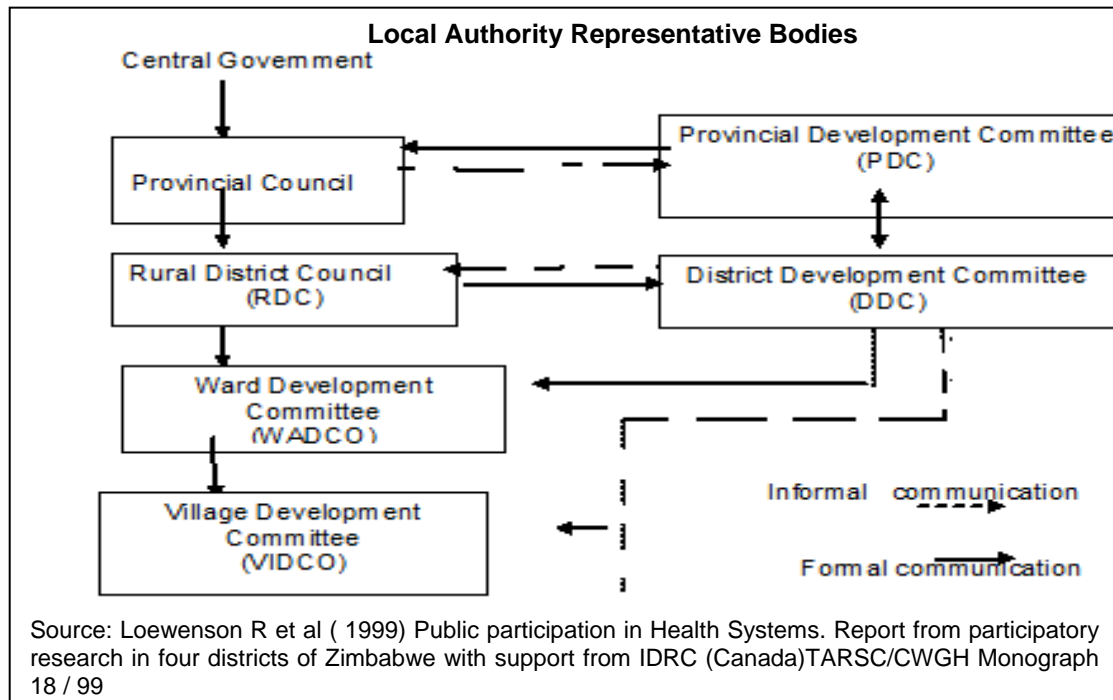 Local Authority Representative Bodies
Central Government
Provincial Development Committee
(PDC)
Provincial Council
Rural District Council
(RDC)
District Development Committee
(DDC)
Ward Development
Committee
(WADCO)
Village Development
Committee
(VIDCO)
Informal communication
Formal communication
Source: Loewenson R et al ( 1999) Public participation in Health Systems. Report from participatory
research in four districts of Zimbabwe with support from IDRC (Canada)TARSC/CWGH Monograph
18 / 99